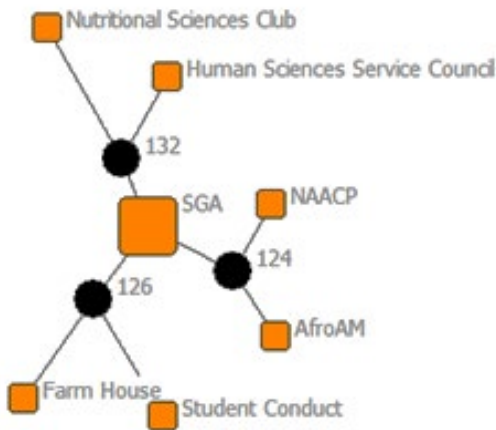 Nutritional Sciences Club
Human Sciences Service Council
132
SGA
NAACP
124
126
AfroAM
Farm House
Student Conduct